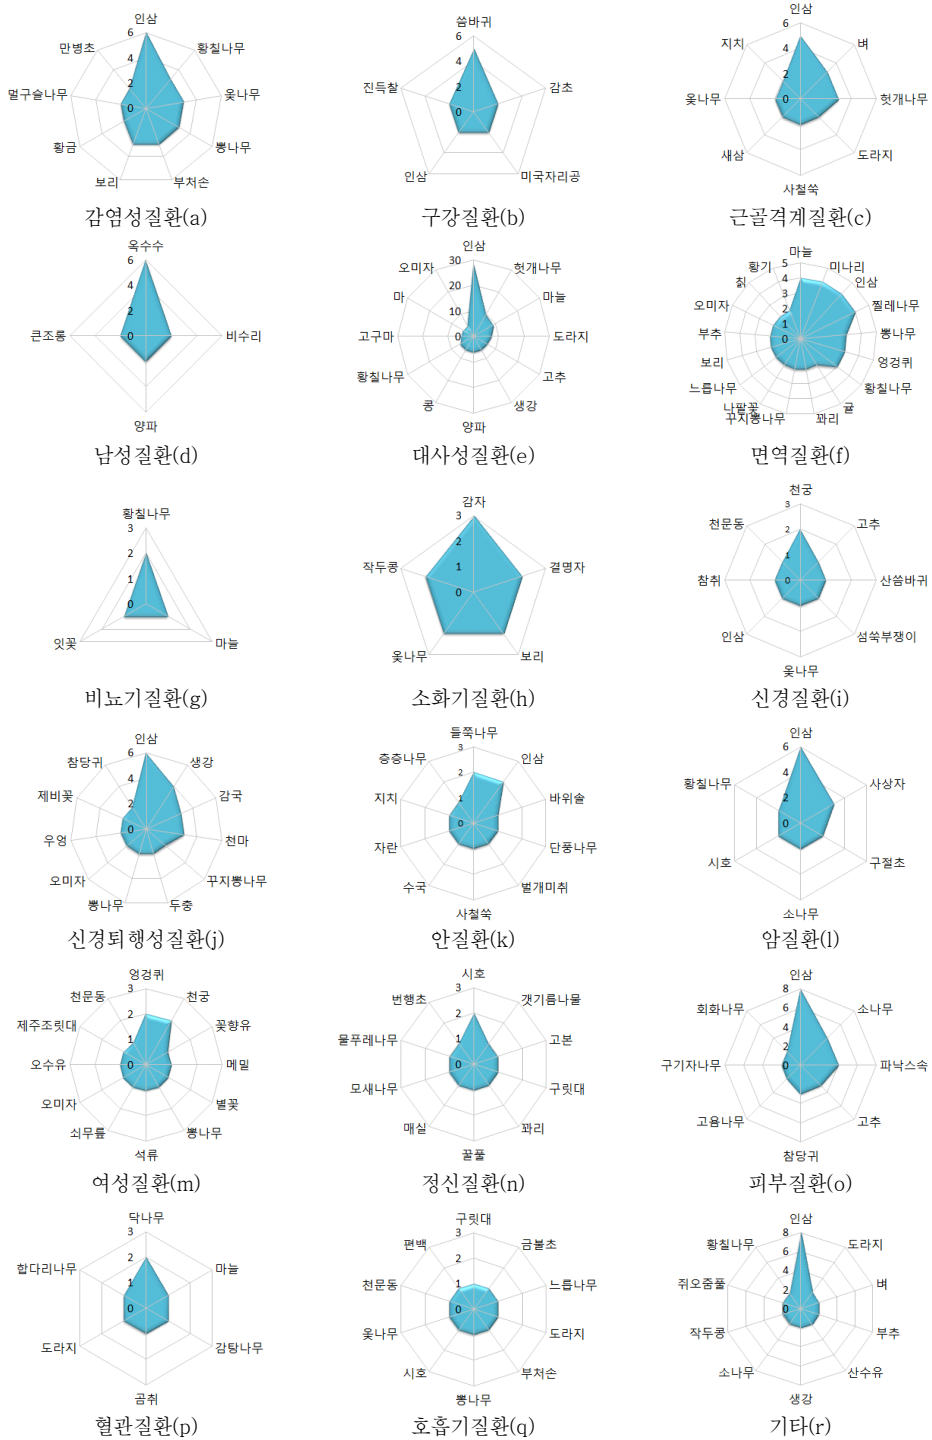 인삼
황칠나무
옻나무
뽕나무
부처손
보리
황금
멀구슬나무
만병초
6
4
2
0
감염성질환(a)
씀바귀
감초
미국자리공
인삼
진득찰
6
4
2
0
구강질환(b)
인삼
벼
헛개나무
도라지
사철쑥
새삼
옻나무
지치
6
4
2
0
근골격계질환(c)
옥수수
비수리
양파
큰조롱
6
4
2
0
남성질환(d)
인삼
헛개나무
마늘
도라지
고추
생강
양파
콩
황칠나무
고구마
마
오미자
30
20
10
0
대사성질환(e)
마늘
미나리
인삼
찔레나무
뽕나무
엉겅퀴
황칠나무
귤
꽈리
꾸지뽕나무
나팔꽃
느릅나무
보리
부추
오미자
칡
황기
5
4
3
2
1
0
면역질환(f)
황칠나무
마늘
잇꽃
3
2
1
0
비뇨기질환(g)
감자
결명자
보리
옻나무
작두콩
3
2
1
0
소화기질환(h)
천궁
고추
산씀바귀
섬쑥부쟁이
옻나무
인삼
참취
천문동
3
2
1
0
신경질환(i)
인삼
생강
감국
천마
꾸지뽕나무
두충
뽕나무
오미자
우엉
제비꽃
참당귀
6
4
2
0
신경퇴행성질환(j)
들쭉나무
인삼
바위솔
단풍나무
벌개미취
사철쑥
수국
자란
지치
층층나무
3
2
1
0
안질환(k)
인삼
사상자
구절초
소나무
시호
황칠나무
6
4
2
0
암질환(l)
엉겅퀴
천궁
꽃향유
메밀
별꽃
뽕나무
석류
쇠무릎
오미자
오수유
제주조릿대
천문동
3
2
1
0
여성질환(m)
시호
갯기름나물
고본
구릿대
꽈리
꿀풀
매실
모새나무
물푸레나무
번행초
3
2
1
0
정신질환(n)
인삼
소나무
파낙스속
고추
참당귀
고욤나무
구기자나무
회화나무
8
6
4
2
0
피부질환(o)
닥나무
마늘
감탕나무
곰취
도라지
합다리나무
3
2
1
0
혈관질환(p)
구릿대
금불초
느릅나무
도라지
부처손
뽕나무
시호
옻나무
천문동
편백
3
2
1
0
호흡기질환(q)
인삼
도라지
벼
부추
산수유
생강
소나무
작두콩
쥐오줌풀
황칠나무
8
6
4
2
0
기타(r)